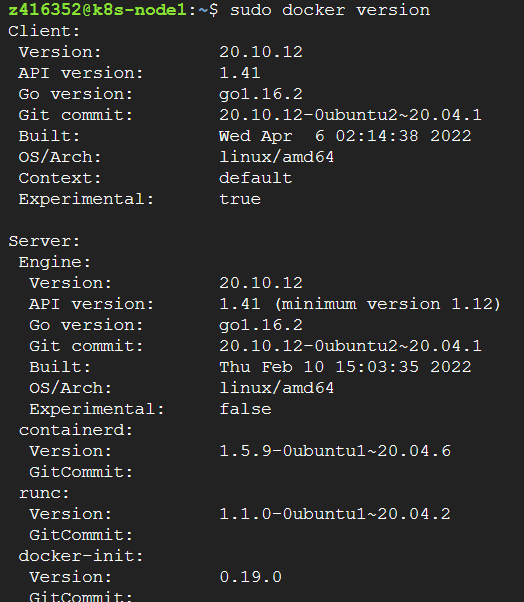 z416352@k8s-node1:~$ sudo docker version
Client:
 Version:           20.10.12
 API version:       1.41
 Go version:        go1.16.2
 Git commit:        20.10.12-0ubuntu2~20.04.1
 Built:             Wed Apr  6 02:14:38 2022
 OS/Arch:           linux/amd64
 Context:           default
 Experimental:      true

Server:
 Engine:
  Version:          20.10.12
  API version:      1.41 (minimum version 1.12)
  Go version:       go1.16.2
  Git commit:       20.10.12-0ubuntu2~20.04.1
  Built:            Thu Feb 10 15:03:35 2022
  OS/Arch:          linux/amd64
  Experimental:     false
 containerd:
  Version:          1.5.9-0ubuntu1~20.04.6
  GitCommit:
 runc:
  Version:          1.1.0-0ubuntu1~20.04.2
  GitCommit:
 docker-init:
  Version:          0.19.0
  GitCommit: